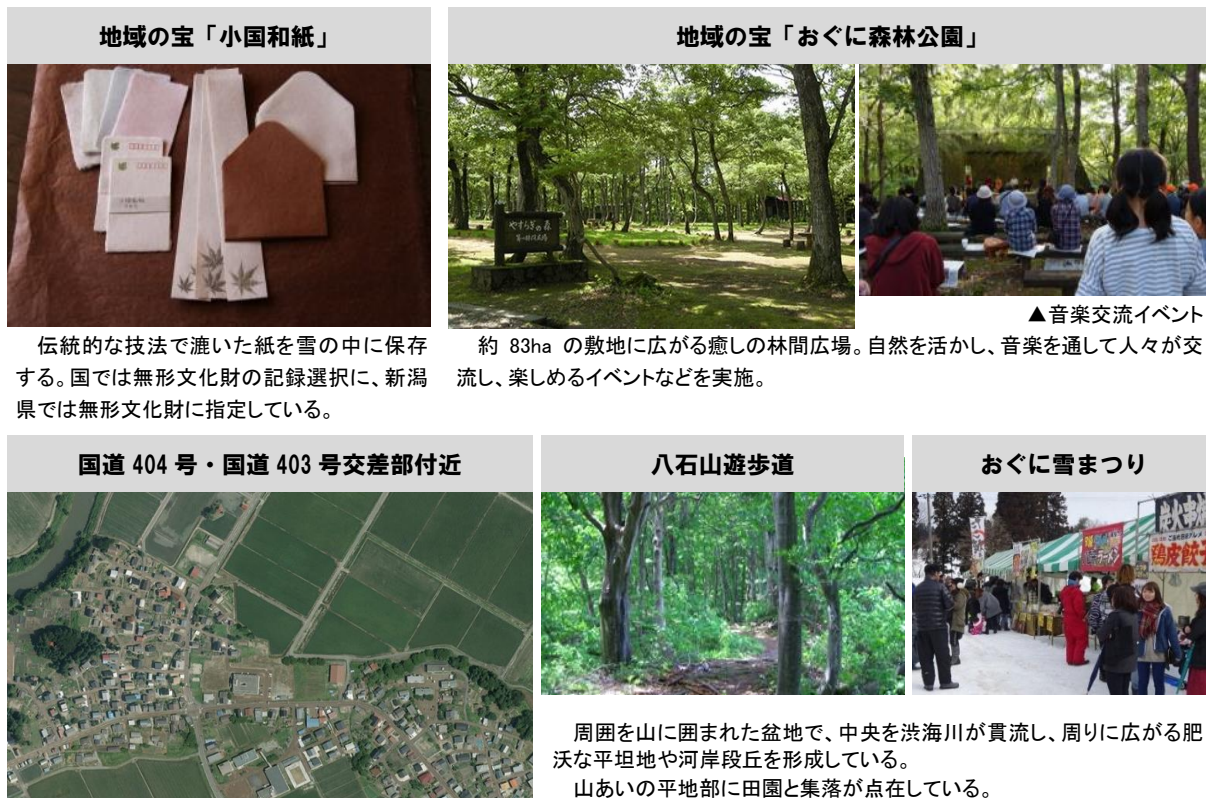 地域の宝「小国和紙」
伝統的な技法で漉いた紙を雪の中に保存
する。国では無形文化財の記録選択に、新潟
県では無形文化財に指定している。
地域の宝「おぐに森林公園」
やすらぎの森
▲音楽交流イベント
約 83ha の敷地に広がる癒しの林間広場。自然を活かし、音楽を通して人々が交
流し、楽しめるイベントなどを実施。
国道 404 号・国道 403 号交差部付近
八石山遊歩道
おぐに雪まつり
鶏皮餃子
周囲を山に囲まれた盆地で、中央を渋海川が貫流し、周りに広がる肥
沃な平坦地や河岸段丘を形成している。
山あいの平地部に田園と集落が点在している。